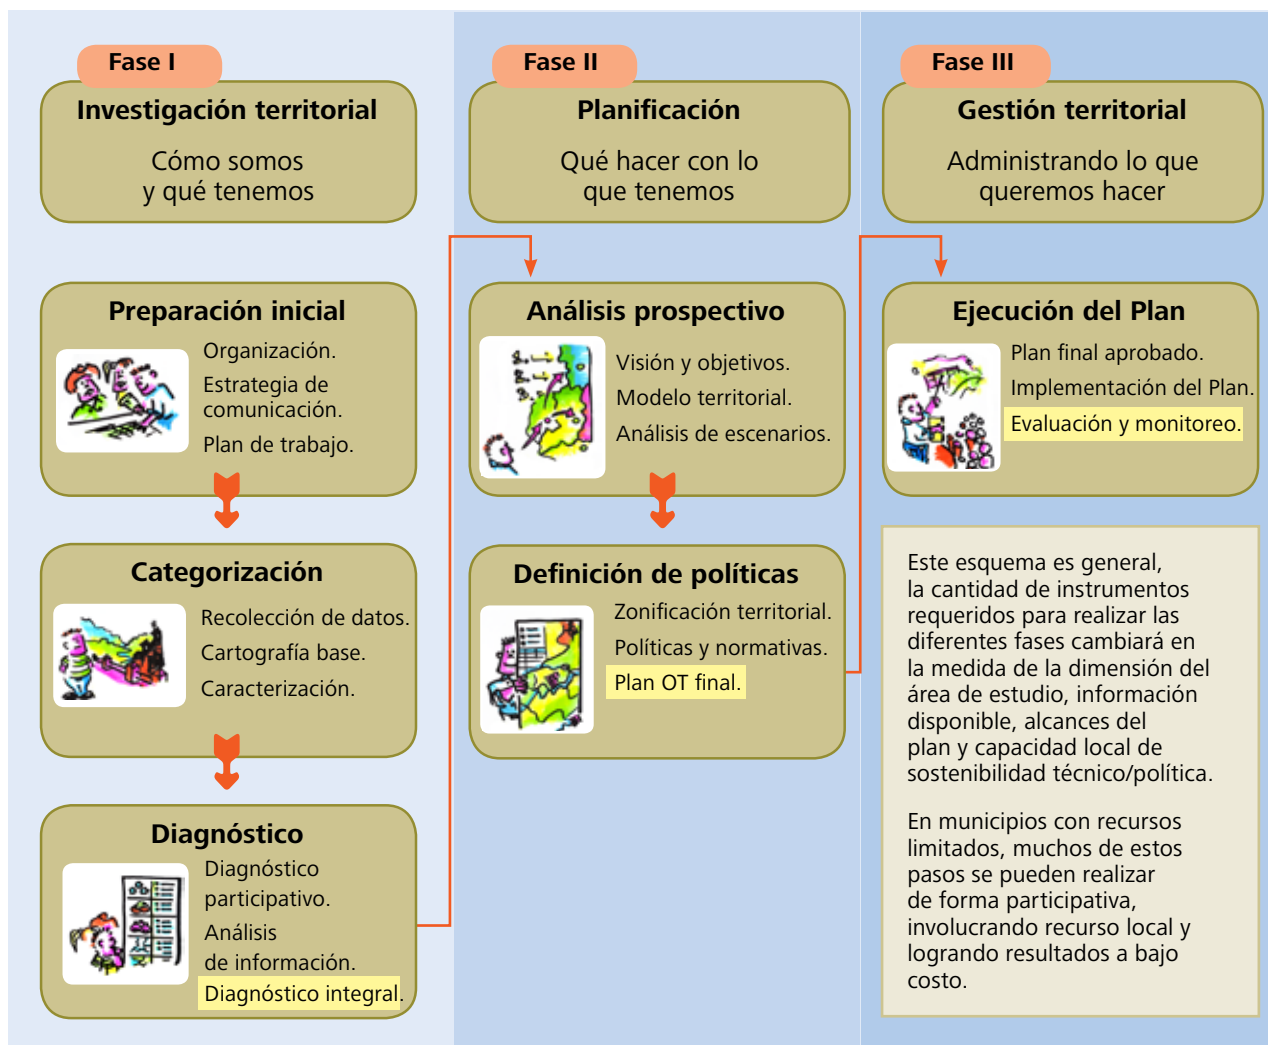 Fase I
Investigación territorial
Cómo somos
y qué tenemos
Preparación inicial
Organización.
Estrategia de
comunicación.
Plan de trabajo.
Categorización
Recolección de datos.
Cartografía base.
Caracterización.
Diagnóstico
Diagnóstico
participativo.
Análisis
de información.
Diagnóstico integral.
Fase II
Planificación
Qué hacer con lo
que tenemos
Análisis prospectivo
Visión y objetivos.
Modelo territorial.
Análisis de escenarios.
Definición de políticas
Zonificación territorial.
Políticas y normativas.
Plan OT final.
Fase III
Gestión territorial
Administrando lo que
queremos hacer
Ejecución del Plan
Plan final aprobado.
Implementación del Plan.
Evaluación y monitoreo.
Este esquema es general,
la cantidad de instrumentos
requeridos para realizar las
diferentes fases cambiará en
la medida de la dimensión del
área de estudio, información
disponible, alcances del
plan y capacidad local de
sostenibilidad técnico/política.
En municipios con recursos
limitados, muchos de estos
pasos se pueden realizar
de forma participativa,
involucrando recurso local y
logrando resultados a bajo
costo.